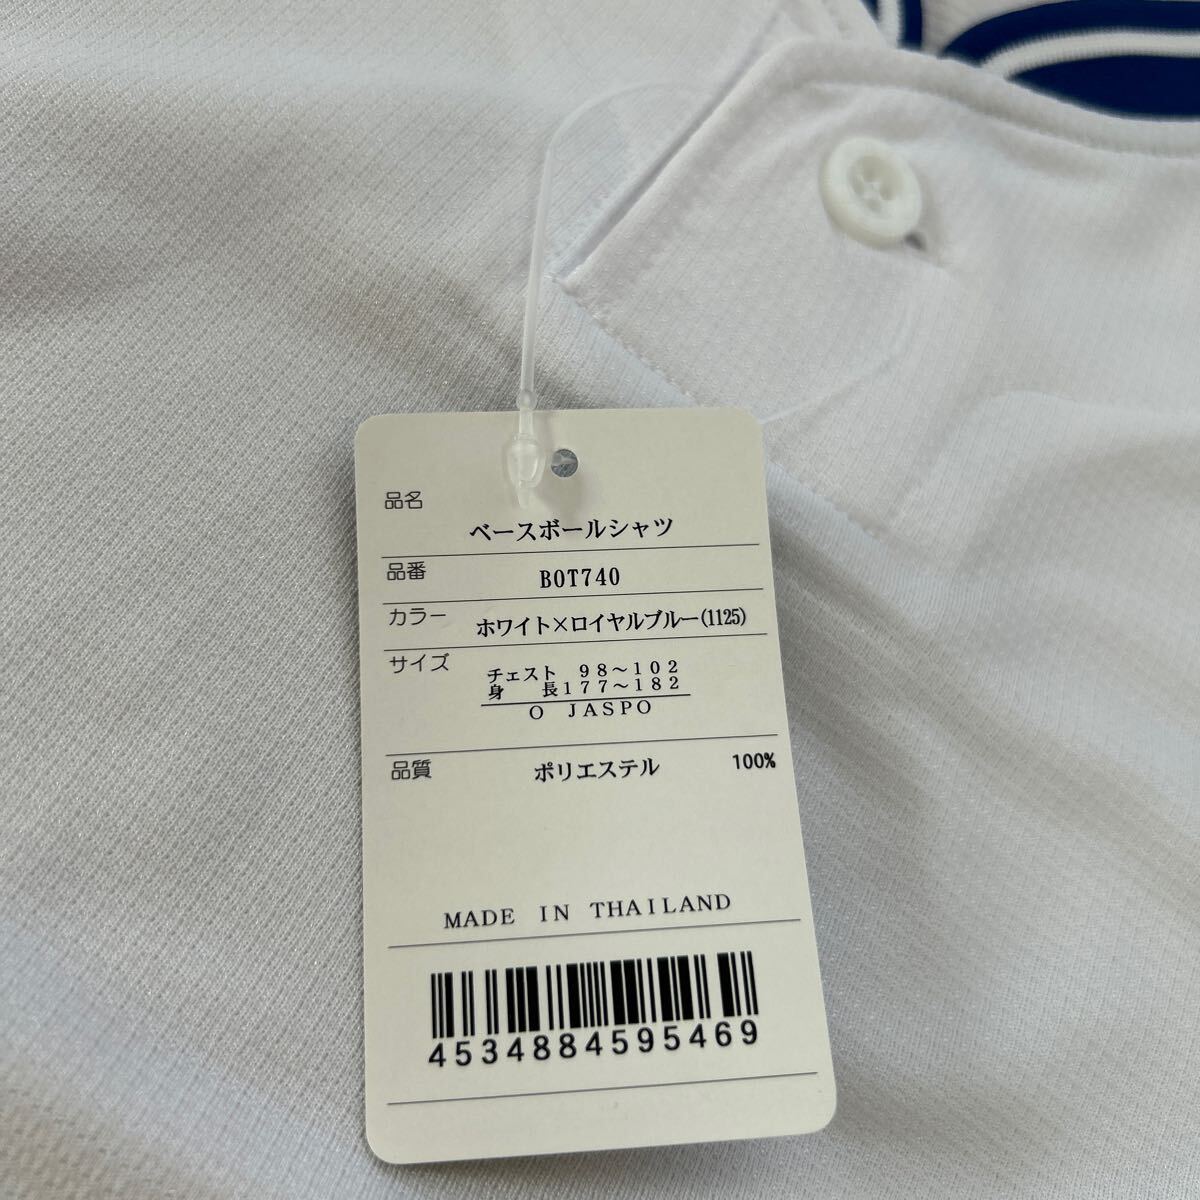 品名
ベースボールシャツ
品番 BOT740
カラー ホワイト×ロイヤルブルー(1125)
サイズ チェスト 98～102
身 長177～182
O JASPO
品質 ポリエステル 100%
MADE IN THAILAND
4534884595469